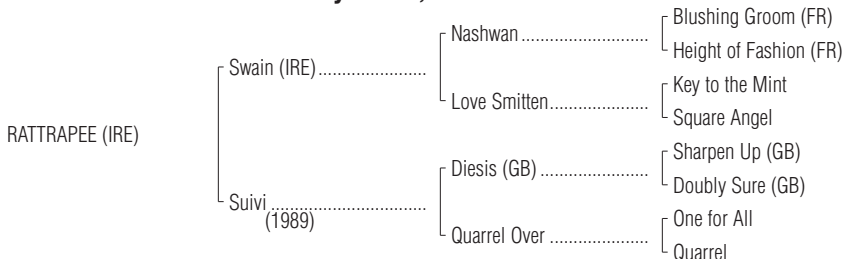 Blushing Groom (FR)
Nashwan ...........................
Height of Fashion (FR)
Swain (IRE).......................
Key to the Mint
Love Smitten.....................
Square Angel
RATTRAPEE (IRE)
Sharpen Up (GB)
Diesis (GB) .......................
Doubly Sure (GB)
Suivi .................................
(1989)
One for All
Quarrel Over .....................
Quarrel